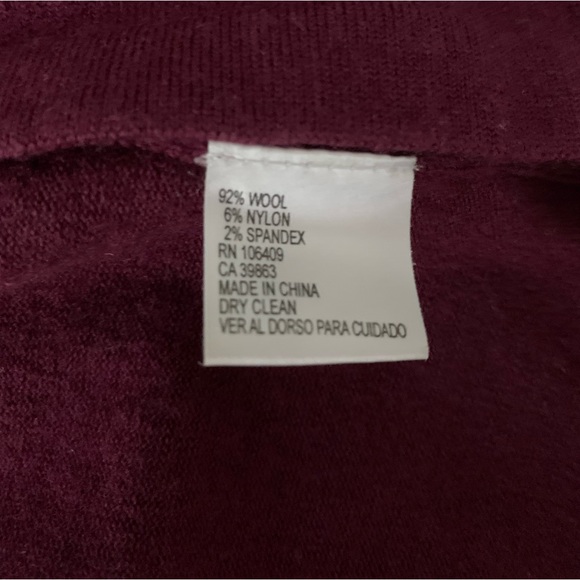 92% WOOL
6% NYLON
2% SPANDEX
RN 106409
CA 39863
MADE IN CHINA
DRY CLEAN
VER AL DORSO PARA CUIDADO